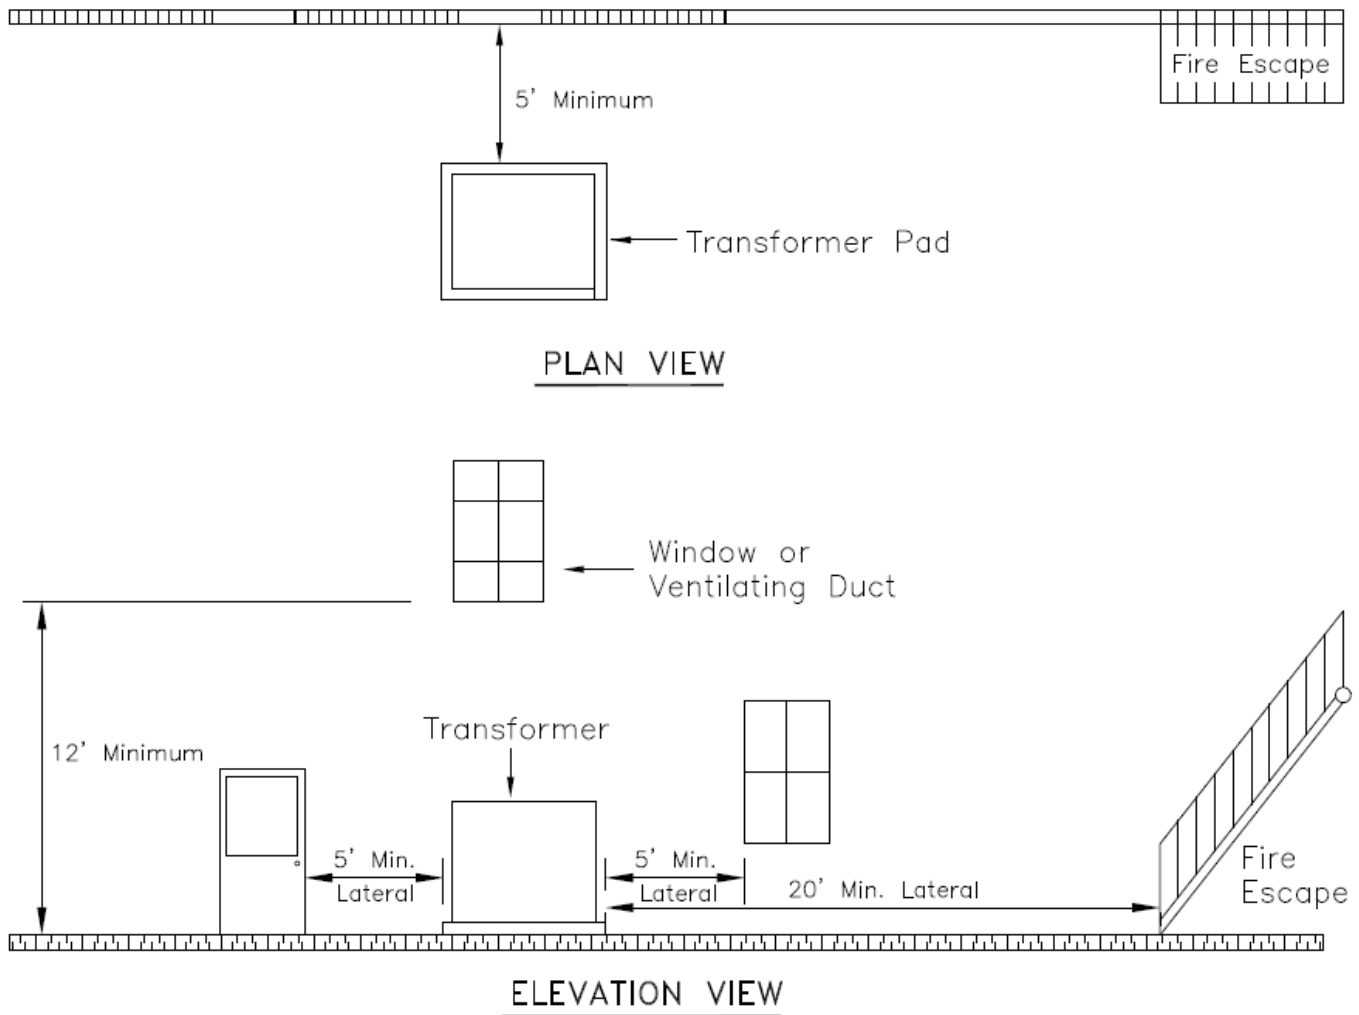 Fire Escape
5' Minimum
Transformer Pad
PLAN VIEW
Window or
Ventilating Duct
Transformer
12' Minimum
5' Min.
Lateral
5' Min.
Lateral
20' Min. Lateral
Fire
Escape
ELEVATION VIEW